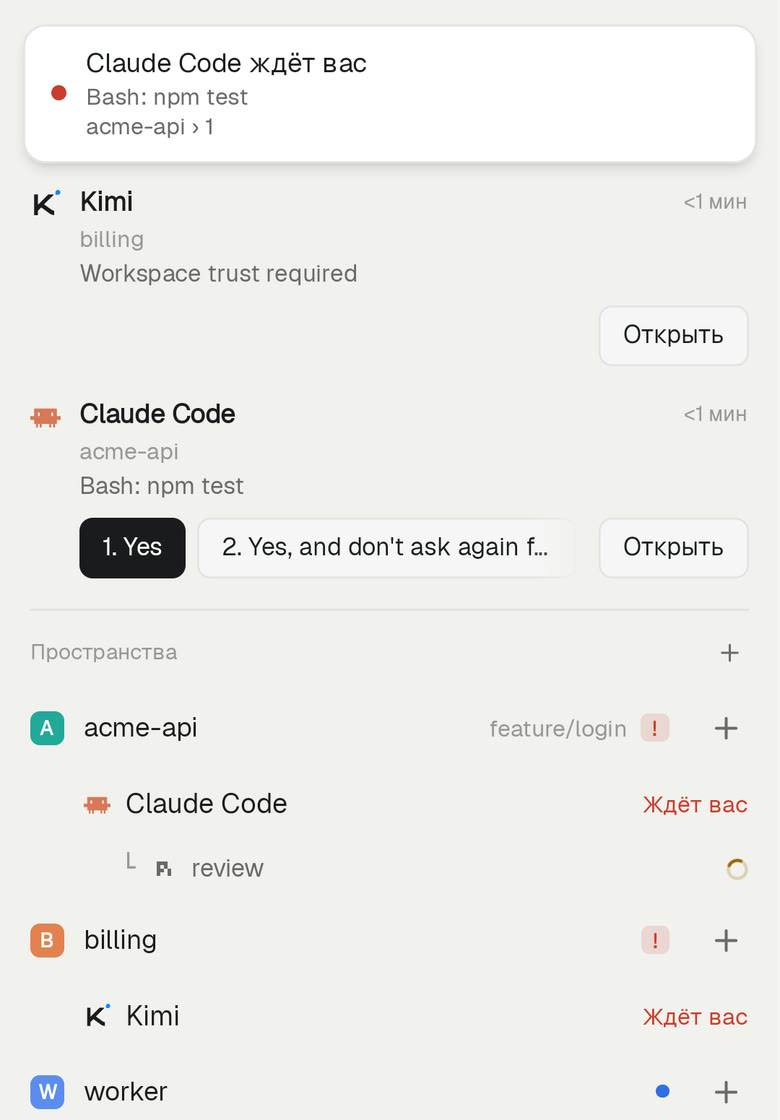 Claude Code ждёт вас
Bash: npm test
acme-api › 1
Kimi <1 мин
billing
Workspace trust required
Открыть
Claude Code <1 мин
acme-api
Bash: npm test
1. Yes 2. Yes, and don't ask again f... Открыть
Пространства +
A acme-api feature/login ! +
Claude Code Ждёт вас
review
B billing ! +
Kimi Ждёт вас
W worker +